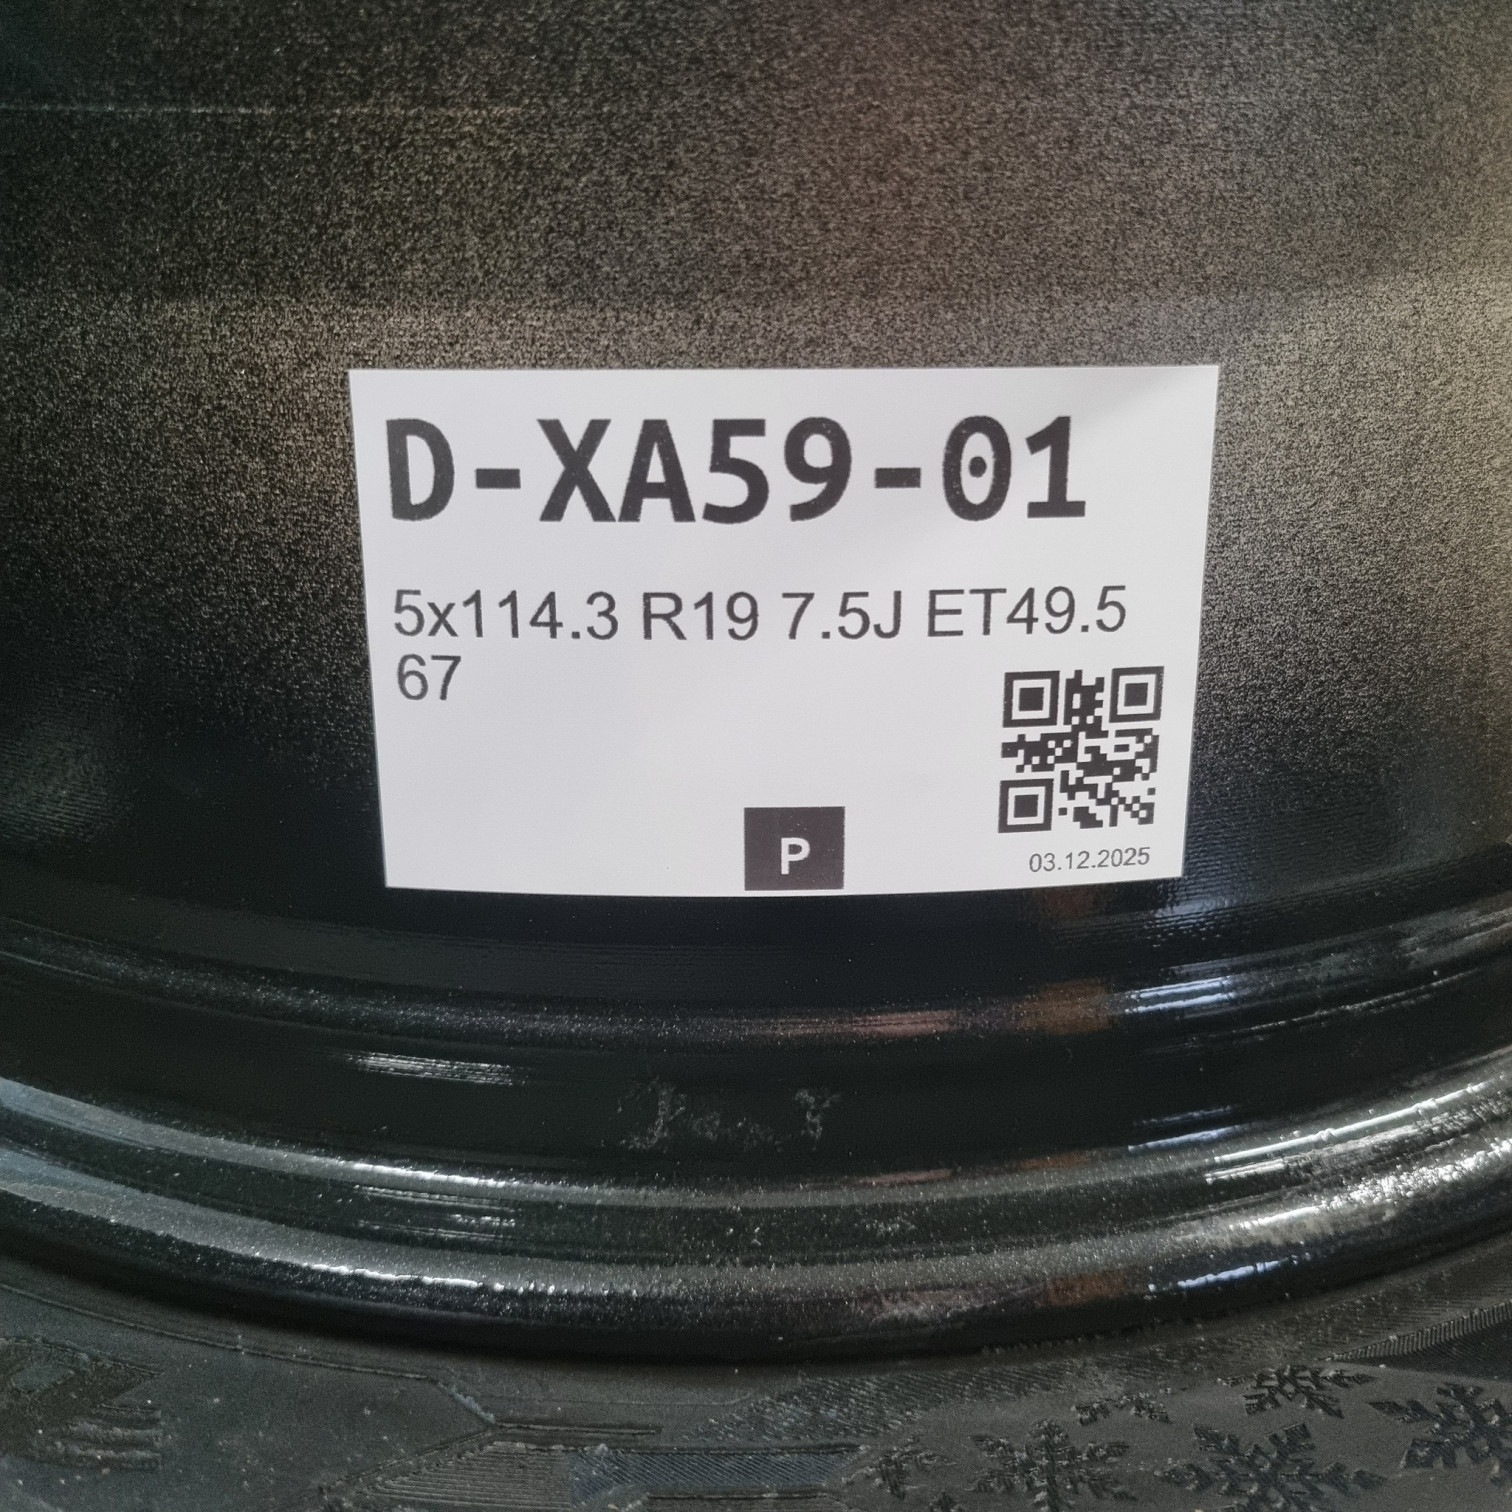 D-XA59-01
5x114.3 R19 7.5J ET49.5
67
P
03.12.2025